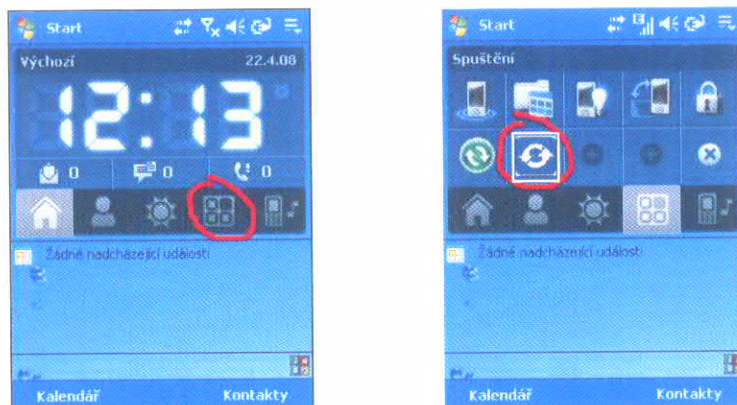 Start
Výchozí 22.4.08
12:13
0 0 0
Žádné nadcházející události
Kalendář Kontakty
Start
Spuštění
Žádné nadcházející události
Kalendář Kontakty